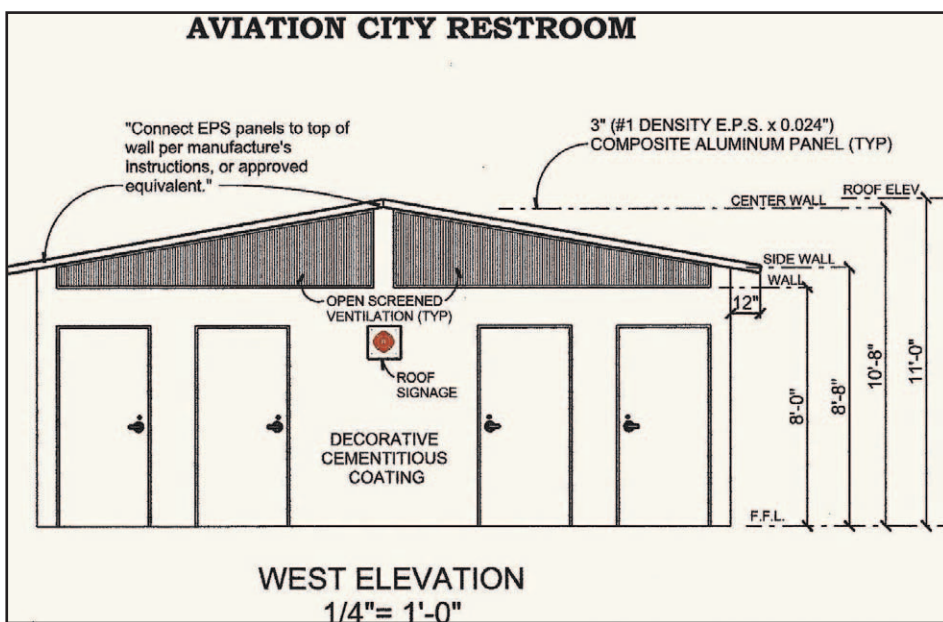 AVIATION CITY RESTROOM
"Connect EPS panels to top of
wall per manufacture's
instructions, or approved
equivalent."
3" (#1 DENSITY E.P.S. x 0.024")
COMPOSITE ALUMINUM PANEL (TYP)
ROOF ELEV
CENTER WALL
SIDE WALL
WALL
12"
OPEN SCREENED
VENTILATION (TYP)
ROOF
SIGNAGE
DECORATIVE
CEMENTITIOUS
COATING
8'-0"
8'-8"
10'-8"
11'-0"
F.F.L.
WEST ELEVATION
1/4"= 1'-0"